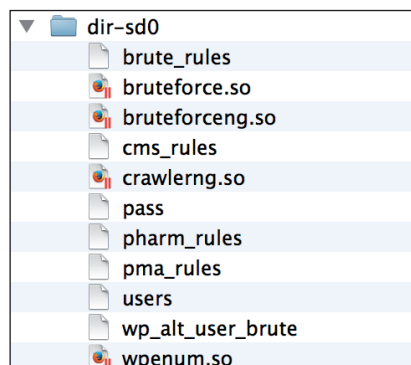 dir-sd0
brute_rules
bruteforce.so
bruteforceng.so
cms_rules
crawlerng.so
pass
pharm_rules
pma_rules
users
wp_alt_user_brute
wpenum.so